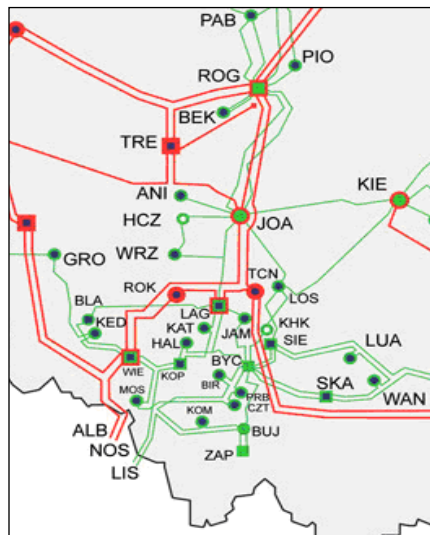 PAB
PIO
ROG
BEK
TRE
ANI
KIE
HCZ
JOA
WRZ
GRO
TCN
ROK
LOS
BLA
LAG
KED
KAT
JAM
KHK
SIE
LUA
HAL
WIE
KOP
BYC
BIR
SKA
WAN
MOS
PRB
CZT
KOM
ALB
BUJ
NOS
ZAP
LIS